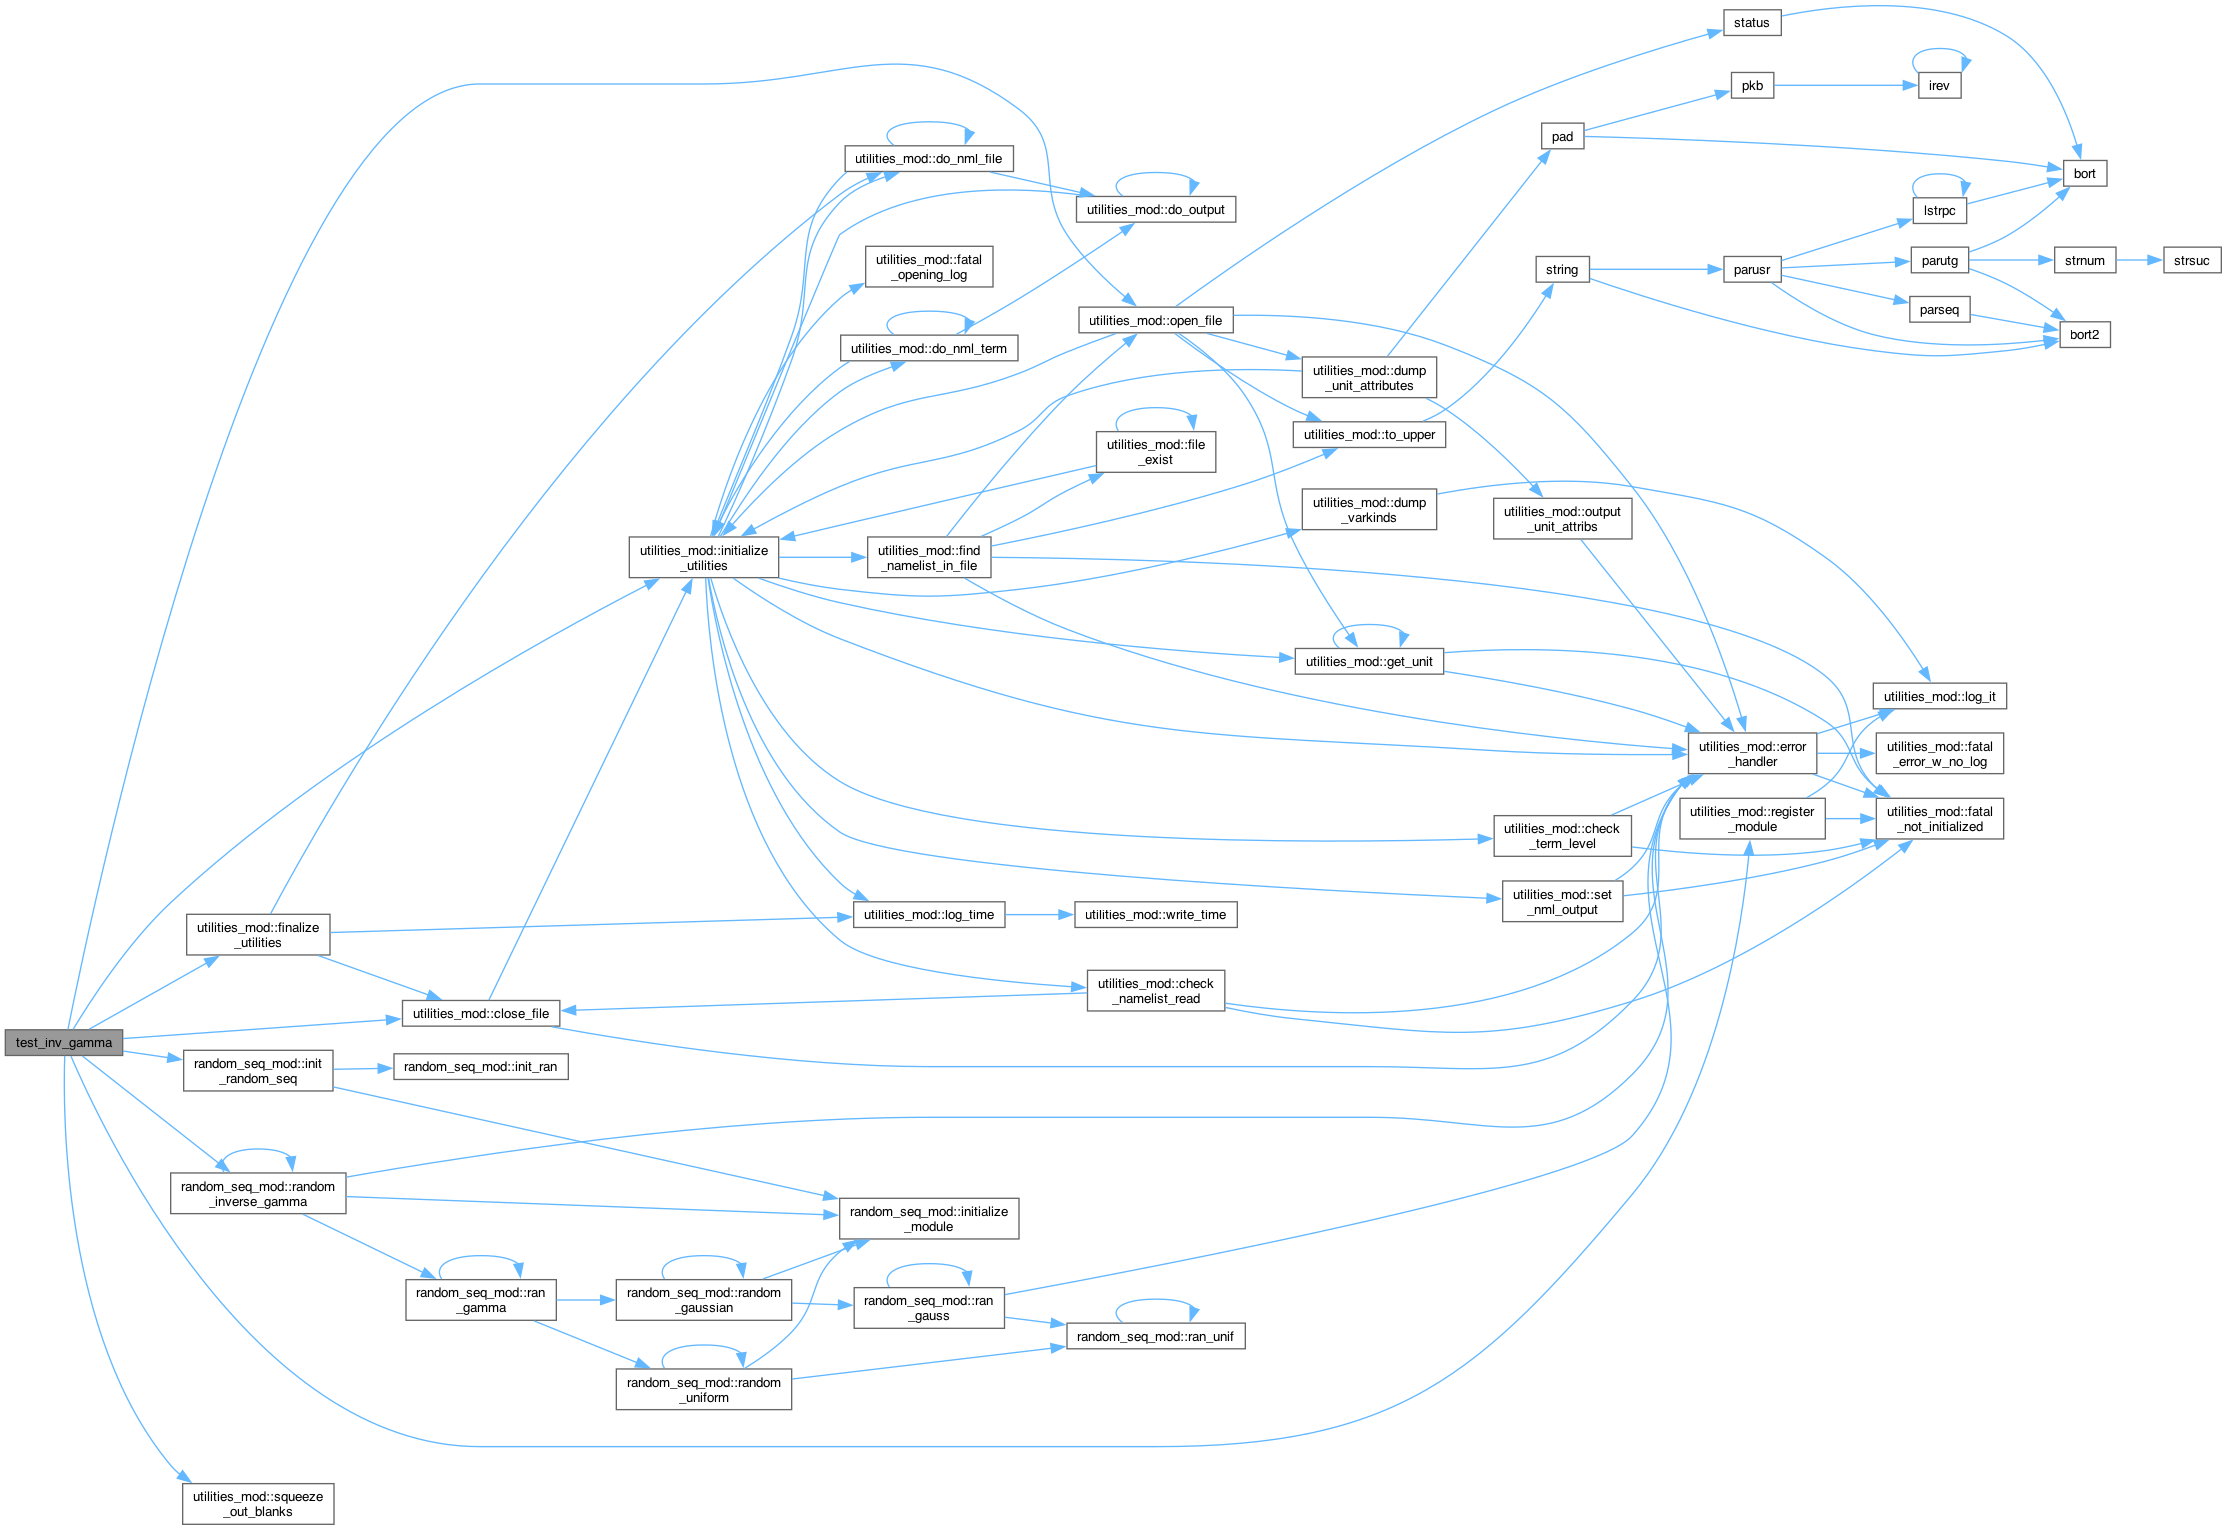 status
pkb
irev
pad
utilities_mod::do_nml_file
bort
utilities_mod::do_output
lstrpc
utilities_mod::fatal
_opening_log
string
parusr
parutg
strnum
strsuc
parseq
utilities_mod::open_file
bort2
utilities_mod::do_nml_term
utilities_mod::dump
_unit_attributes
utilities_mod::to_upper
utilities_mod::file
_exist
utilities_mod::dump
_varkinds
utilities_mod::output
_unit_attribs
utilities_mod::initialize
_utilities
utilities_mod::find
_namelist_in_file
utilities_mod::get_unit
utilities_mod::log_it
utilities_mod::error
_handler
utilities_mod::fatal
_error_w_no_log
utilities_mod::register
_module
utilities_mod::fatal
_not_initialized
utilities_mod::check
_term_level
utilities_mod::set
_nml_output
utilities_mod::finalize
_utilities
utilities_mod::log_time
utilities_mod::write_time
utilities_mod::check
_namelist_read
utilities_mod::close_file
test_inv_gamma
random_seq_mod::init
_random_seq
random_seq_mod::init_ran
random_seq_mod::random
_inverse_gamma
random_seq_mod::initialize
_module
random_seq_mod::ran
_gamma
random_seq_mod::random
_gaussian
random_seq_mod::ran
_gauss
random_seq_mod::ran_unif
random_seq_mod::random
_uniform
utilities_mod::squeeze
_out_blanks